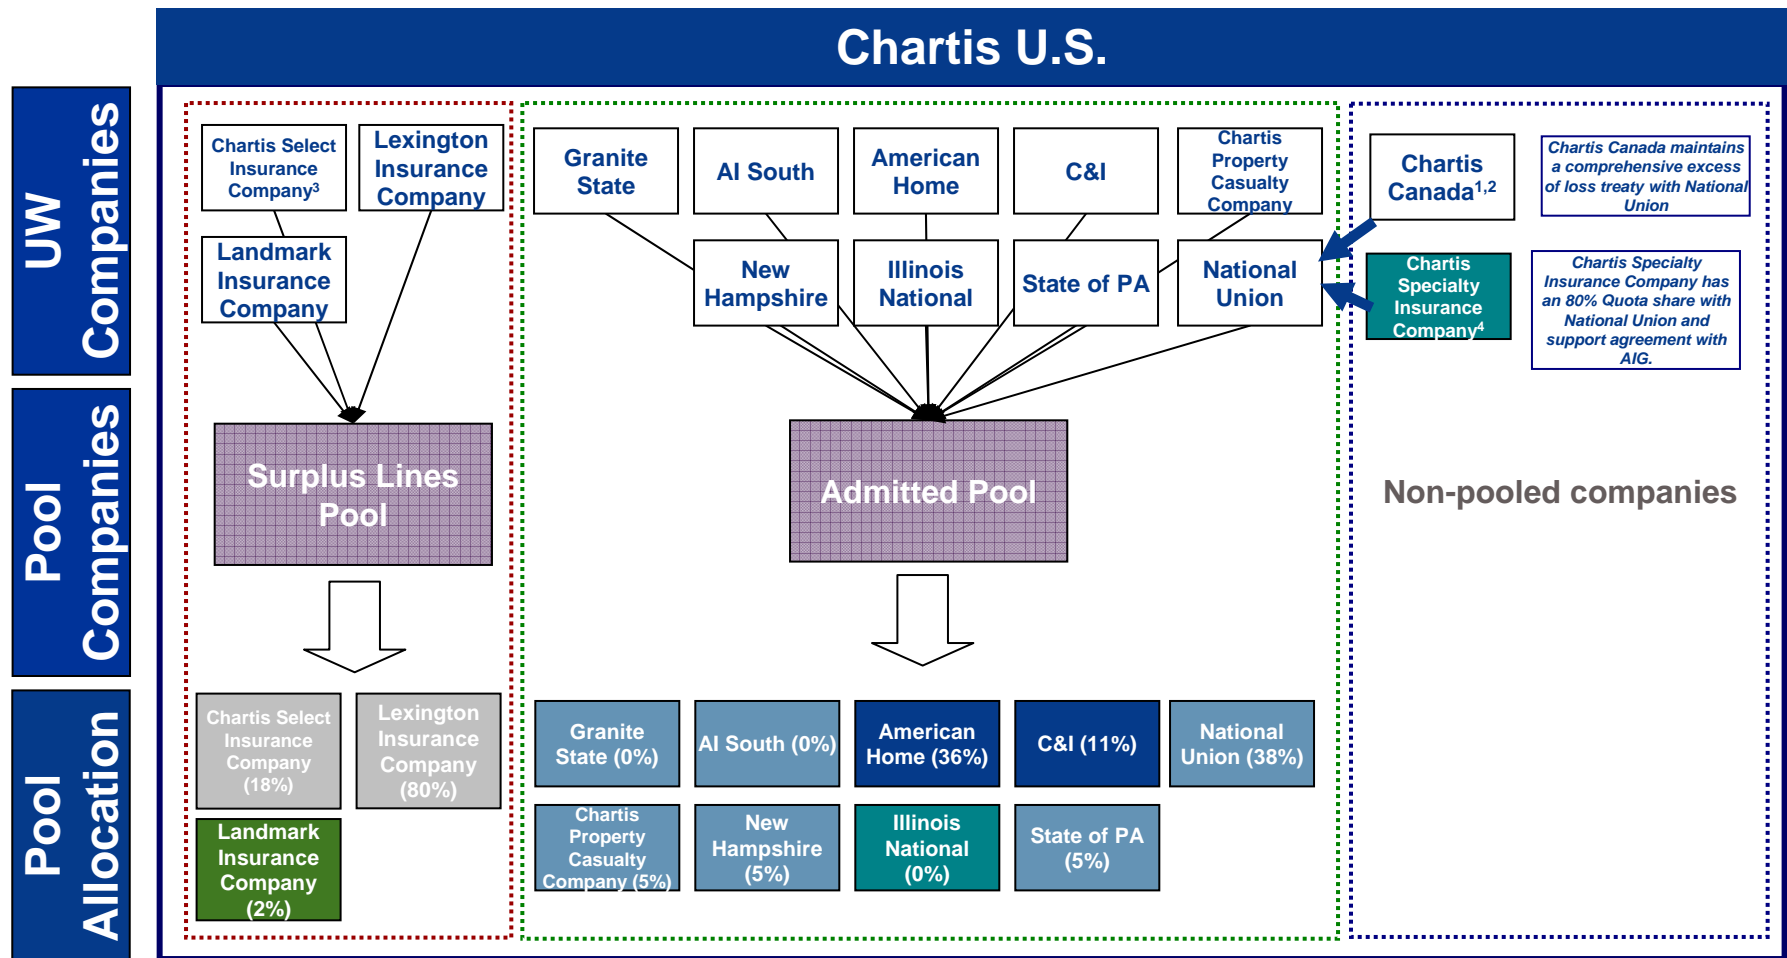 Chartis U.S.
UW
Companies
Chartis Select
Insurance
Company³
Lexington
Insurance
Company
Landmark
Insurance
Company
Granite
State
AI South
American
Home
C&I
Chartis
Property
Casualty
Company
New
Hampshire
Illinois
National
State of PA
National
Union
Chartis
Canada¹,²
Chartis Canada maintains
a comprehensive excess
of loss treaty with National
Union
Chartis
Specialty
Insurance
Company⁴
Chartis Specialty
Insurance Company has
an 80% Quota share with
National Union and
support agreement with
AIG.
Pool
Companies
Surplus Lines
Pool
Admitted Pool
Non-pooled companies
Pool
Allocation
Chartis Select
Insurance
Company
(18%)
Lexington
Insurance
Company
(80%)
Landmark
Insurance
Company
(2%)
Granite
State (0%)
AI South (0%)
American
Home (36%)
C&I (11%)
National
Union (38%)
Chartis
Property
Casualty
Company (5%)
New
Hampshire
(5%)
Illinois
National
(0%)
State of PA
(5%)